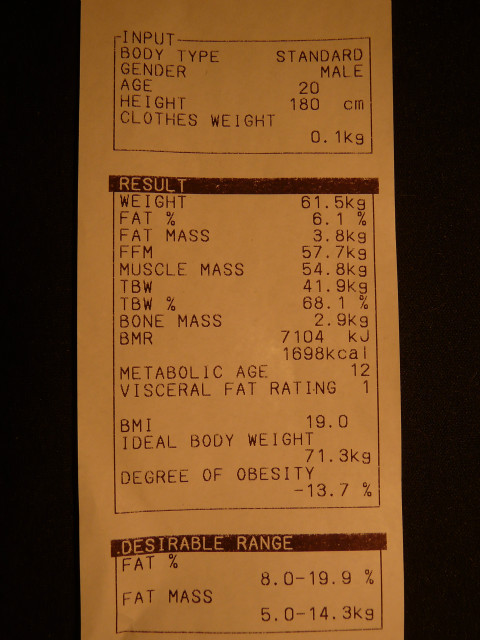 INPUT
BODY TYPE STANDARD
GENDER MALE
AGE 20
HEIGHT 180 cm
CLOTHES WEIGHT
0.1kg
RESULT
WEIGHT 61.5kg
FAT % 6.1 %
FAT MASS 3.8kg
FFM 57.7kg
MUSCLE MASS 54.8kg
TBW 41.9kg
TBW % 68.1 %
BONE MASS 2.9kg
BMR 7104 kJ
1698kcal
METABOLIC AGE 12
VISCERAL FAT RATING 1
BMI 19.0
IDEAL BODY WEIGHT
71.3kg
DEGREE OF OBESITY
-13.7 %
DESIRABLE RANGE
FAT %
8.0-19.9 %
FAT MASS
5.0-14.3kg